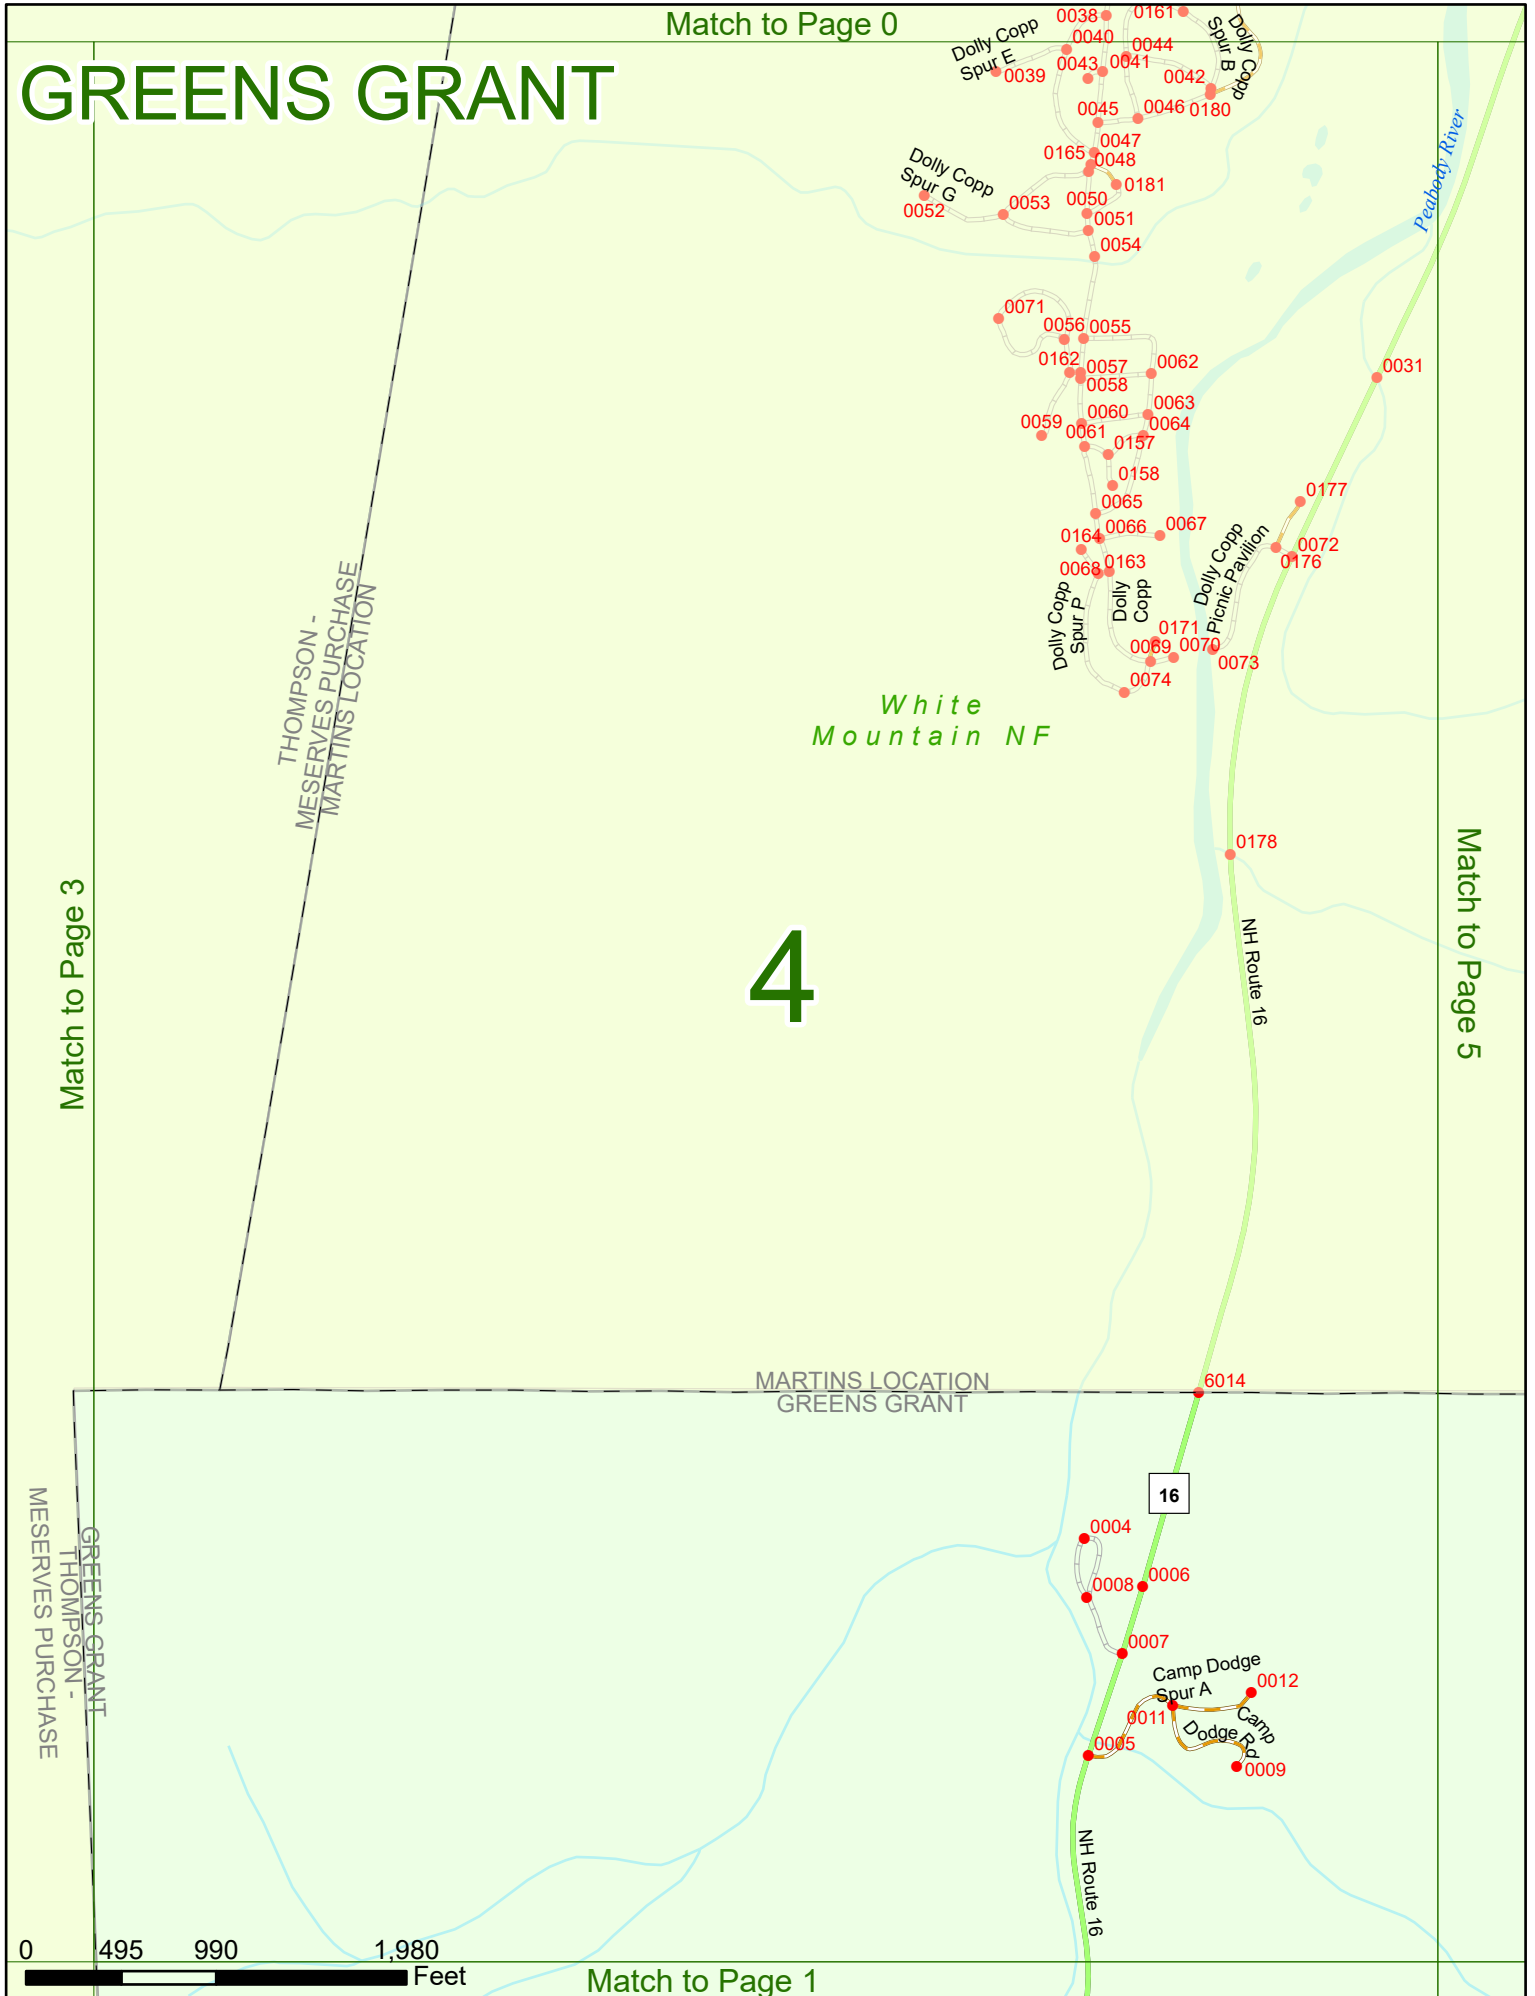 Match to Page 0
GREENS GRANT
0038
0161
Dolly Copp
Spur E
0040
0039
0043
0044
0041
Spur B
Dolly Copp
0042
0180
0045
0046
0047
0165
0048
Dolly Copp
Spur G
0181
0052
0053
0050
0051
0054
Peabody River
0071
0056
0055
0162
0057
0058
0062
0031
0059
0060
0063
0061
0064
0157
0158
0177
0065
0066
0067
0164
0072
0176
0068
0163
Dolly Copp
Spur P
Dolly
Copp
Dolly Copp
Picnic Pavilion
0171
0069
0070
0073
0074
THOMPSON -
MESERVES PURCHASE
MARTINS LOCATION
White
Mountain NF
0178
Match to Page 3
4
NH Route 16
Match to Page 5
MARTINS LOCATION
GREENS GRANT
6014
16
0004
0006
0008
GREENS GRANT
THOMPSON -
MESERVES PURCHASE
0007
Camp Dodge
Spur A
0012
0011
Camp
Dodge Rd
0005
0009
NH Route 16
0
495
990
1,980
Feet
Match to Page 1